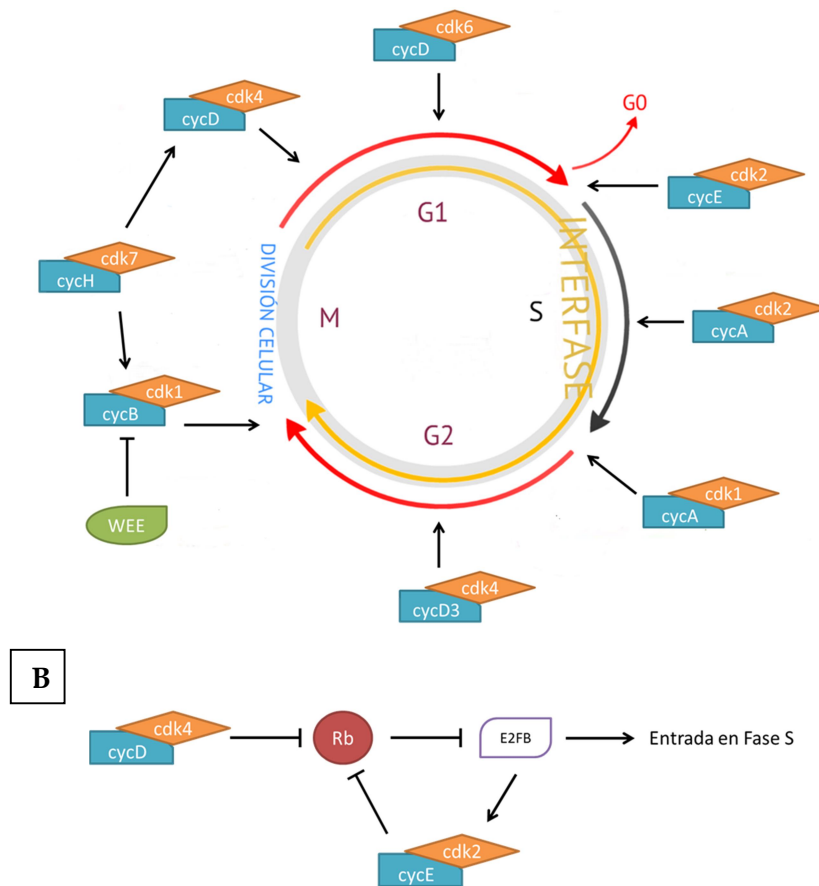 cdk6
cycD
cdk4
cycD
G0
cdk2
cycE
G1
cdk7
cycH
DIVISIÓN CELULAR
INTERFASE
M
S
cdk2
cycA
cdk1
cycB
G2
WEE
cdk1
cycA
cdk4
cycD3
B
cdk4
cycD
Rb
E2FB
Entrada en Fase S
cdk2
cycE